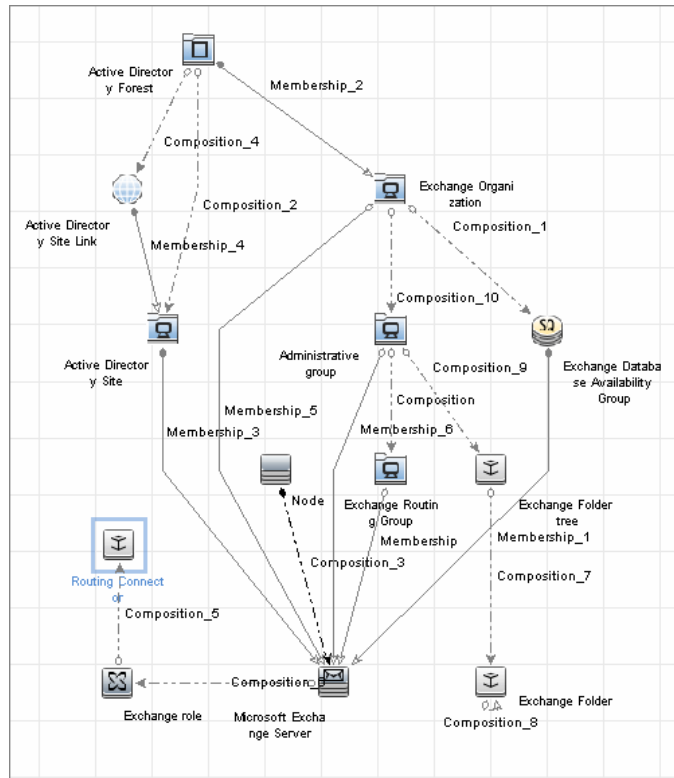 Active Director
y Forest
Membership_2
Composition_4
Exchange Organi
zation
Composition_2
Active Director
y Site Link
Composition_1
Membership_4
Composition_10
Active Director
y Site
Administrative
group
Composition_9
Exchange Databa
se Availability
Group
Membership_5
Composition
Membership_3
Membership_6
Node
Exchange Routin
g Group
Exchange Folder
tree
Membership
Membership_1
Composition_3
Composition_7
Routing Connect
or
Composition_5
Composition_
Exchange role
Microsoft Excha
nge Server
Exchange Folder
Composition_8